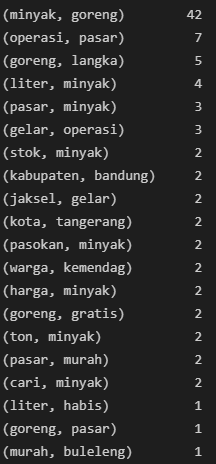 (minyak, goreng) 42
(operasi, pasar) 7
(goreng, langka) 5
(liter, minyak) 4
(pasar, minyak) 3
(gelar, operasi) 3
(stok, minyak) 2
(kabupaten, bandung) 2
(jaksel, gelar) 2
(kota, tangerang) 2
(pasokan, minyak) 2
(warga, kemendag) 2
(harga, minyak) 2
(goreng, gratis) 2
(ton, minyak) 2
(pasar, murah) 2
(cari, minyak) 2
(liter, habis) 1
(goreng, pasar) 1
(murah, buleleng) 1